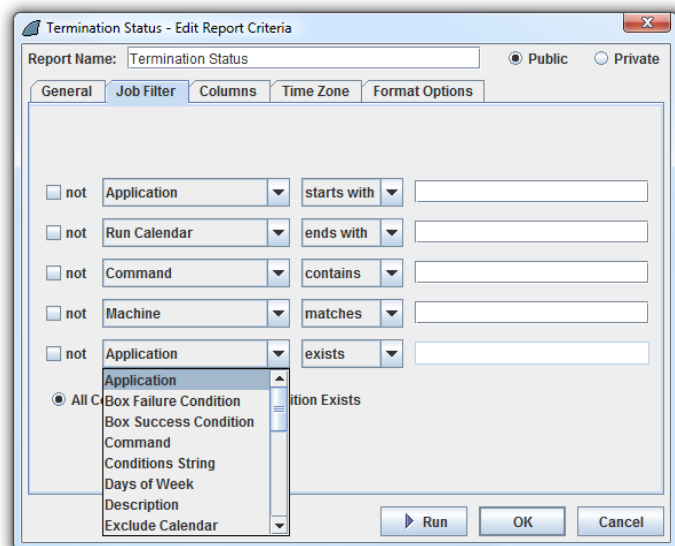 Termination Status - Edit Report Criteria
Report Name: Termination Status Public Private
General Job Filter Columns Time Zone Format Options
not Application starts with
not Run Calendar ends with
not Command contains
not Machine matches
not Application exists
Application
All C ition Exists
Box Failure Condition
Box Success Condition
Command
Conditions String
Days of Week
Description
Exclude Calendar
Run OK Cancel